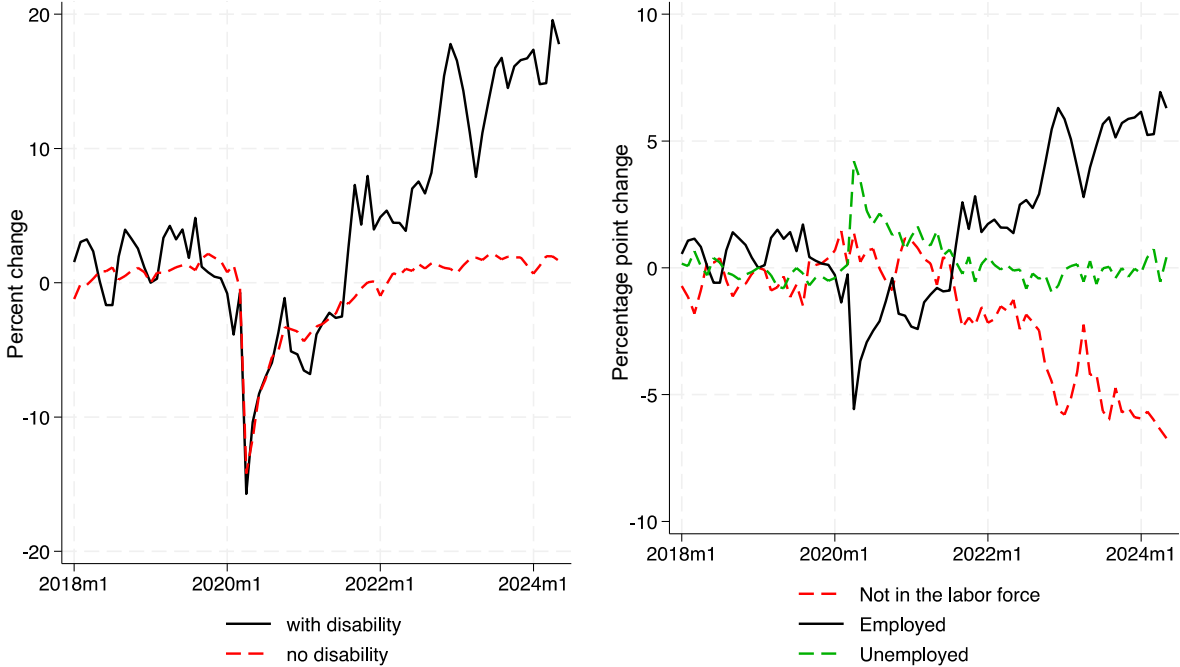 Percent change
20
10
0
-10
-20
2018m1
2020m1
2022m1
2024m1
with disability
no disability
Percentage point change
10
5
0
-5
-10
2018m1
2020m1
2022m1
2024m1
Not in the labor force
Employed
Unemployed